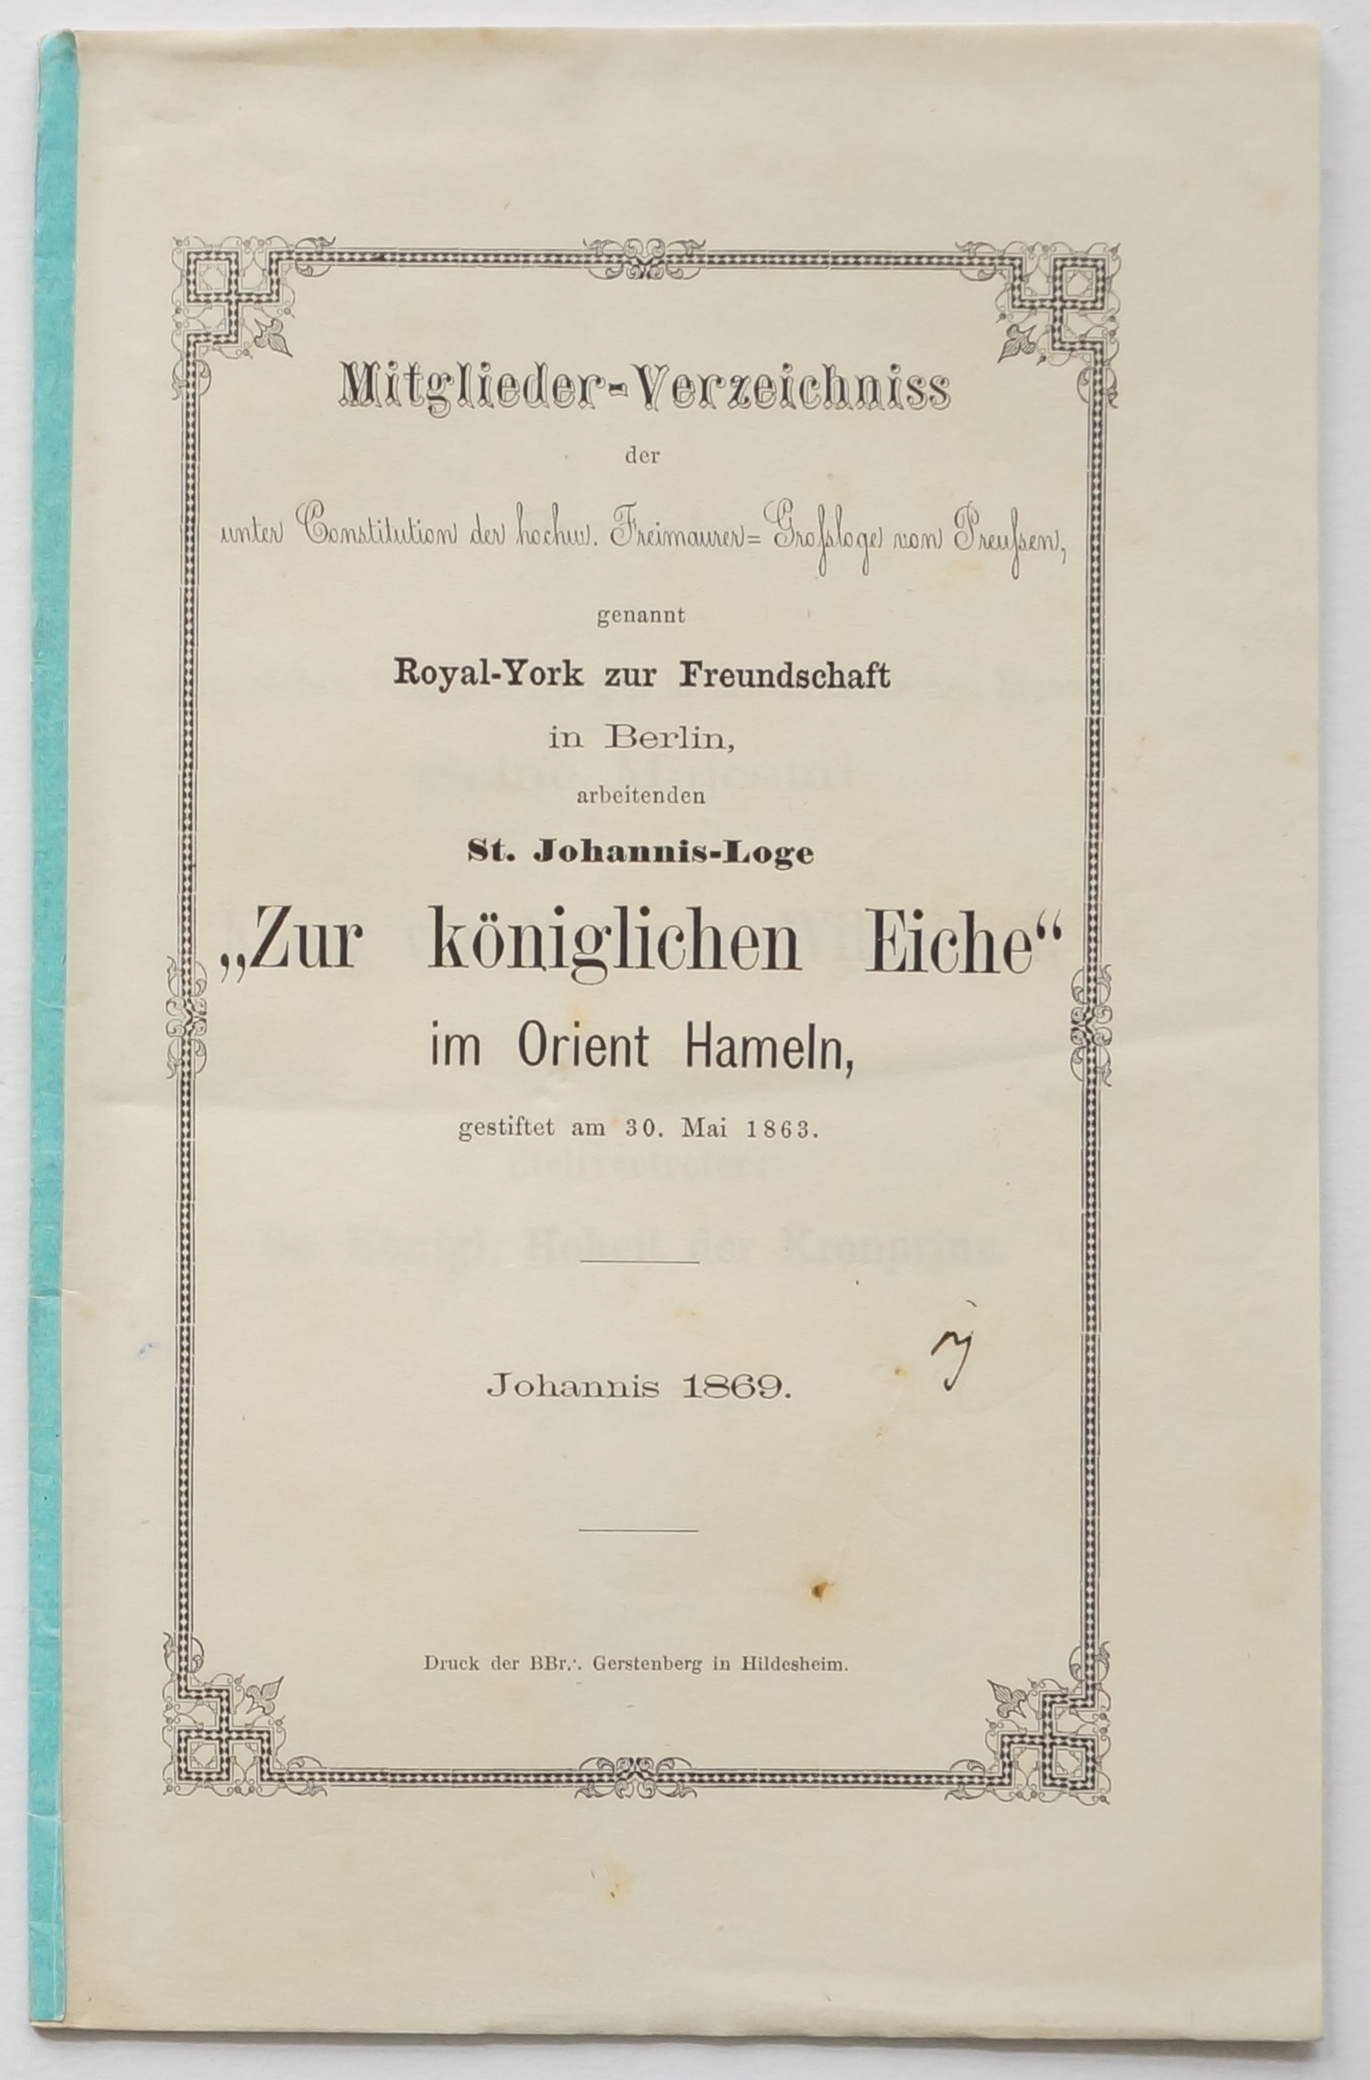 Mitglieder-Verzeichniss
der
unter Constitution der hochw. Freimaurer=Großloge von Preußen,
genannt
Royal-York zur Freundschaft
in Berlin,
arbeitenden
St. Johannis-Loge
„Zur königlichen Eiche“
im Orient Hameln,
gestiftet am 30. Mai 1863.
Johannis 1869.
Druck der BBr.·. Gerstenberg in Hildesheim.